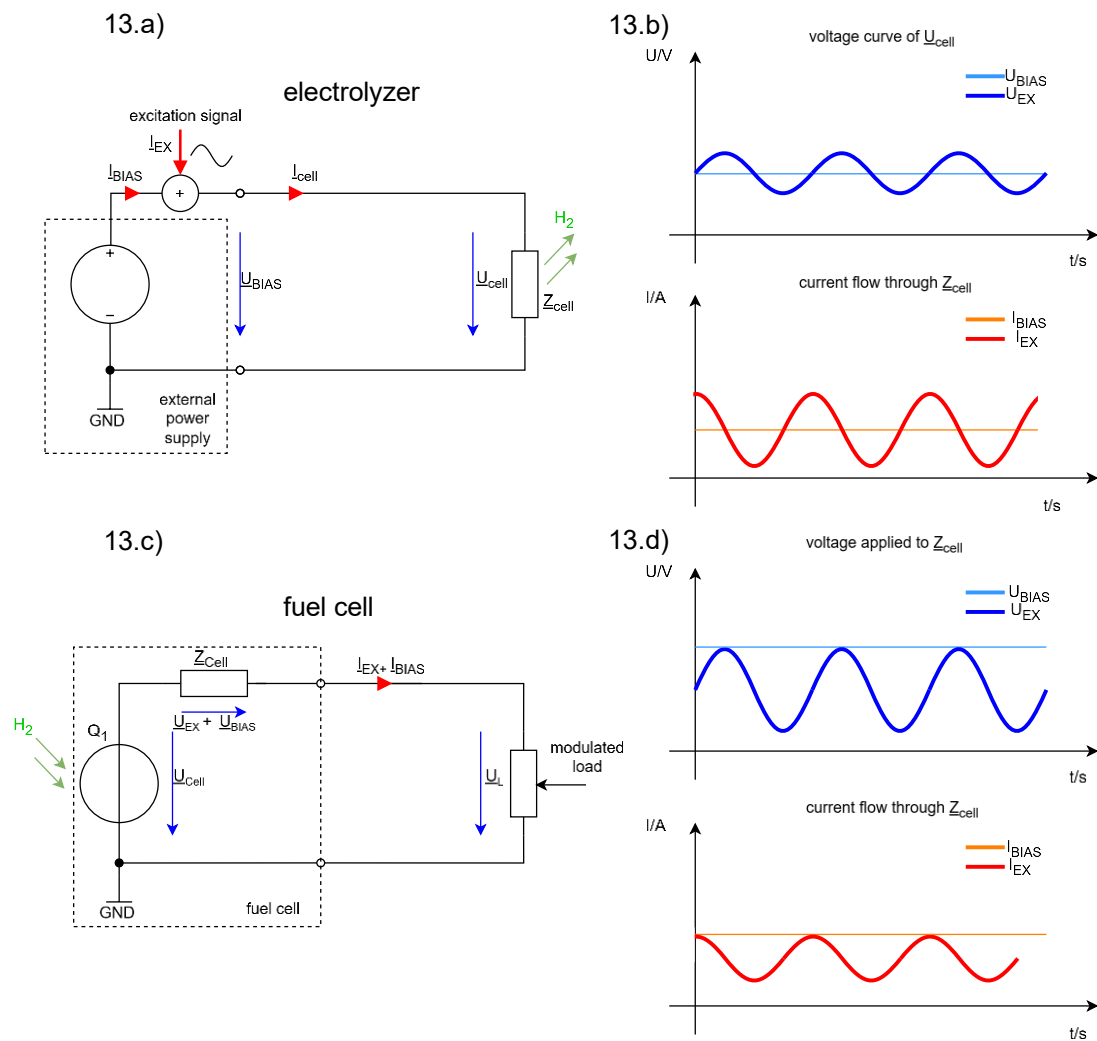 13.a)
electrolyzer
excitation signal
I_EX
I_BIAS
+
I_cell
+
−
U_BIAS
U_cell
H2
Z_cell
GND
external
power
supply
13.b)
voltage curve of U_cell
U/V
U_BIAS
U_EX
t/s
current flow through Z_cell
I/A
I_BIAS
I_EX
t/s
13.c)
fuel cell
Z_Cell
I_EX+ I_BIAS
H2
Q1
U_EX + U_BIAS
U_Cell
U_L
modulated
load
GND
fuel cell
13.d)
voltage applied to Z_cell
U/V
U_BIAS
U_EX
t/s
current flow through Z_cell
I/A
I_BIAS
I_EX
t/s